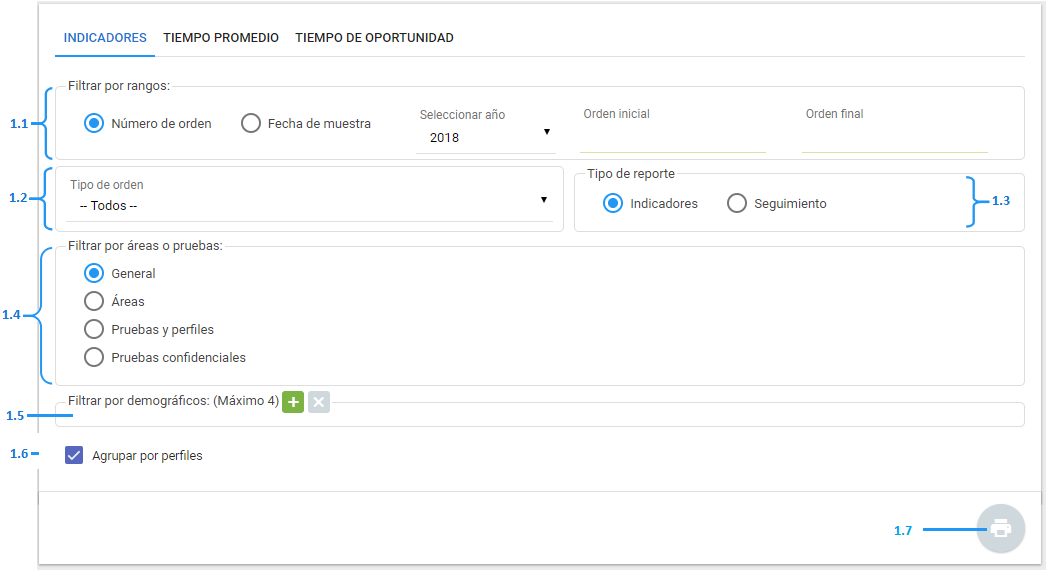 INDICADORES TIEMPO PROMEDIO TIEMPO DE OPORTUNIDAD
Filtrar por rangos:
1.1 Número de orden Fecha de muestra Seleccionar año 2018 Orden inicial Orden final
1.2 Tipo de orden
-- Todos --
Tipo de reporte
Indicadores Seguimiento 1.3
Filtrar por áreas o pruebas:
General
Áreas
1.4 Pruebas y perfiles
Pruebas confidenciales
Filtrar por demográficos: (Máximo 4)
1.5
1.6 Agrupar por perfiles
1.7